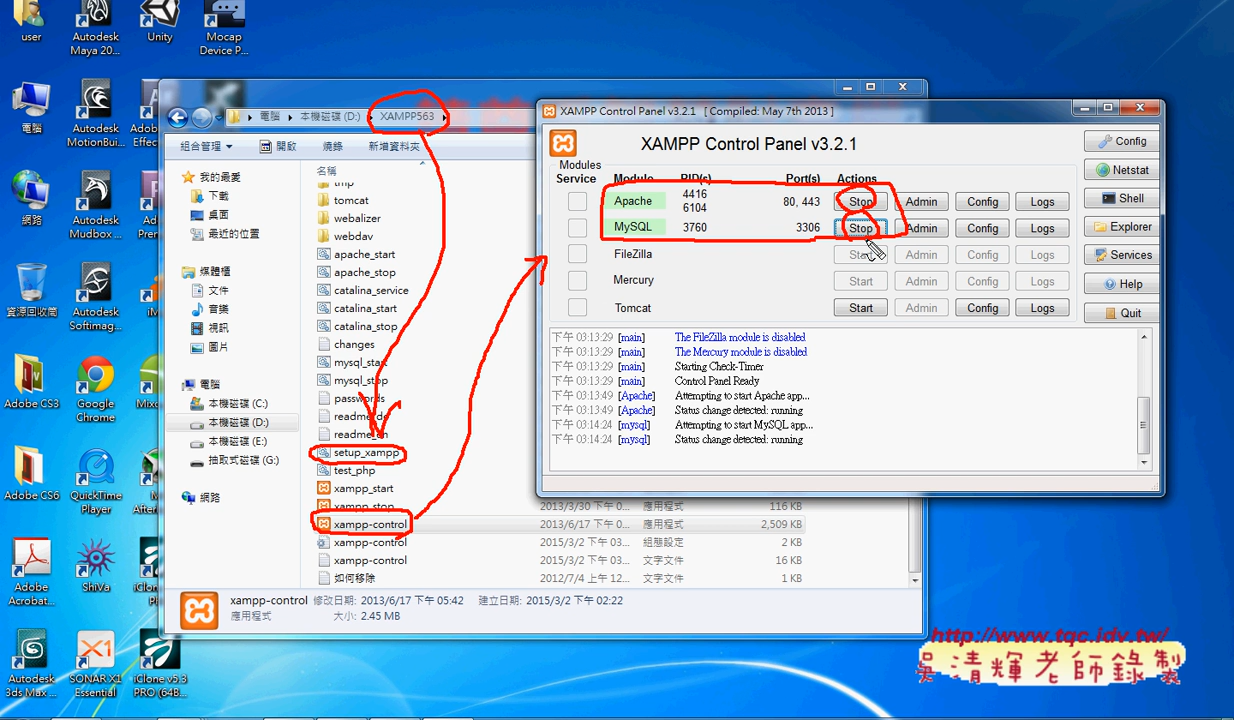 user
Autodesk
Maya 20...
Unity
Mocap
Device P...
電腦
Autodesk
MotionBui...
網路
Autodesk
Mudbox ...
資源回收筒
Autodesk
Softimag...
Adobe CS3
Google
Chrome
Adobe CS6
QuickTime
Player
Adobe
Acrobat...
ShiVa
Autodesk
3ds Max ...
SONAR X1
Essential
iClone v5.3
PRO (64B...
電腦
本機磁碟 (D:)
XAMPP563
組合管理
開啟
燒錄
新增資料夾
我的最愛
下載
桌面
最近的位置
媒體櫃
文件
音樂
視訊
圖片
電腦
本機磁碟 (C:)
本機磁碟 (D:)
本機磁碟 (E:)
抽取式磁碟 (G:)
網路
名稱
tmp
tomcat
webalizer
webdav
apache_start
apache_stop
catalina_service
catalina_start
catalina_stop
changes
mysql_start
mysql_stop
passwords
readme_de
readme_en
setup_xampp
test_php
xampp_start
xampp_stop 2013/3/30 下午 0... 應用程式 116 KB
xampp-control 2013/6/17 下午 0... 應用程式 2,509 KB
xampp-control 2015/3/2 下午 03... 組態設定 2 KB
xampp-control 2015/3/2 下午 03... 文字文件 16 KB
如何移除 2012/7/4 上午 12... 文字文件 1 KB
xampp-control 修改日期: 2013/6/17 下午 05:42 建立日期: 2015/3/2 下午 02:22
應用程式 大小: 2.45 MB
XAMPP Control Panel v3.2.1 [ Compiled: May 7th 2013 ]
XAMPP Control Panel v3.2.1
Modules
Service Module PID(s) Port(s) Actions
Apache 4416 6104 80, 443 Stop Admin Config Logs
MySQL 3760 3306 Stop Admin Config Logs
FileZilla Start Admin Config Logs
Mercury Start Admin Config Logs
Tomcat Start Admin Config Logs
Config
Netstat
Shell
Explorer
Services
Help
Quit
下午 03:13:29 [main] The FileZilla module is disabled
下午 03:13:29 [main] The Mercury module is disabled
下午 03:13:29 [main] Starting Check-Timer
下午 03:13:29 [main] Control Panel Ready
下午 03:13:49 [Apache] Attempting to start Apache app...
下午 03:13:49 [Apache] Status change detected: running
下午 03:14:24 [mysql] Attempting to start MySQL app...
下午 03:14:24 [mysql] Status change detected: running
http://www.tqc.idv.tw/
吳清輝老師錄製